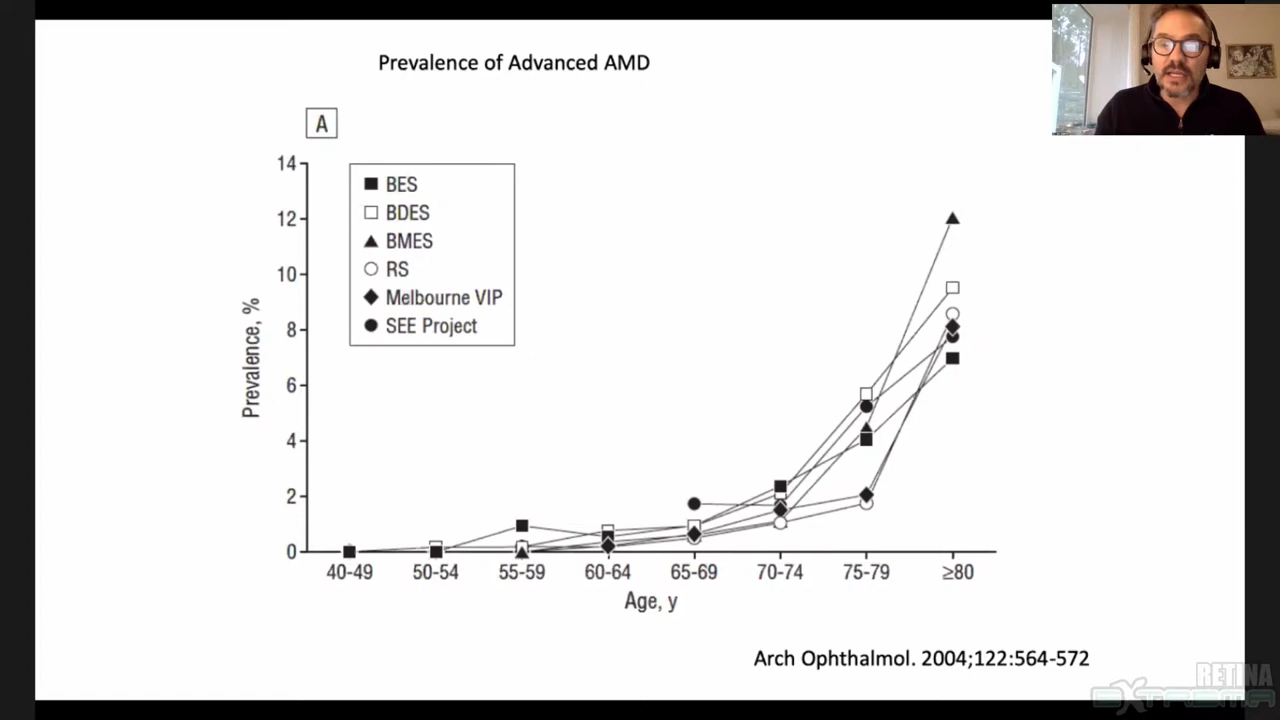 Prevalence of Advanced AMD
A
14
12
10
8
6
4
2
0
Prevalence, %
BES
BDES
BMES
RS
Melbourne VIP
SEE Project
40-49 50-54 55-59 60-64 65-69 70-74 75-79 ≥80
Age, y
Arch Ophthalmol. 2004;122:564-572
RETINA
EXTREMA